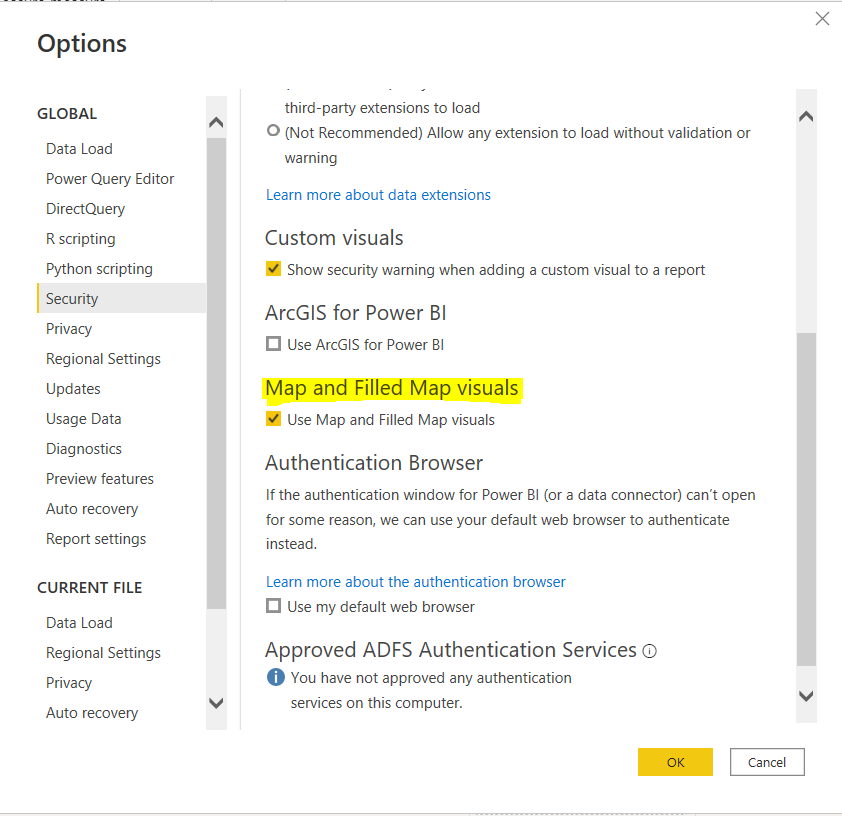 Options
GLOBAL
Data Load
Power Query Editor
DirectQuery
R scripting
Python scripting
Security
Privacy
Regional Settings
Updates
Usage Data
Diagnostics
Preview features
Auto recovery
Report settings
CURRENT FILE
Data Load
Regional Settings
Privacy
Auto recovery
third-party extensions to load
(Not Recommended) Allow any extension to load without validation or
warning
Learn more about data extensions
Custom visuals
Show security warning when adding a custom visual to a report
ArcGIS for Power BI
Use ArcGIS for Power BI
Map and Filled Map visuals
Use Map and Filled Map visuals
Authentication Browser
If the authentication window for Power BI (or a data connector) can't open
for some reason, we can use your default web browser to authenticate
instead.
Learn more about the authentication browser
Use my default web browser
Approved ADFS Authentication Services
You have not approved any authentication
services on this computer.
OK
Cancel